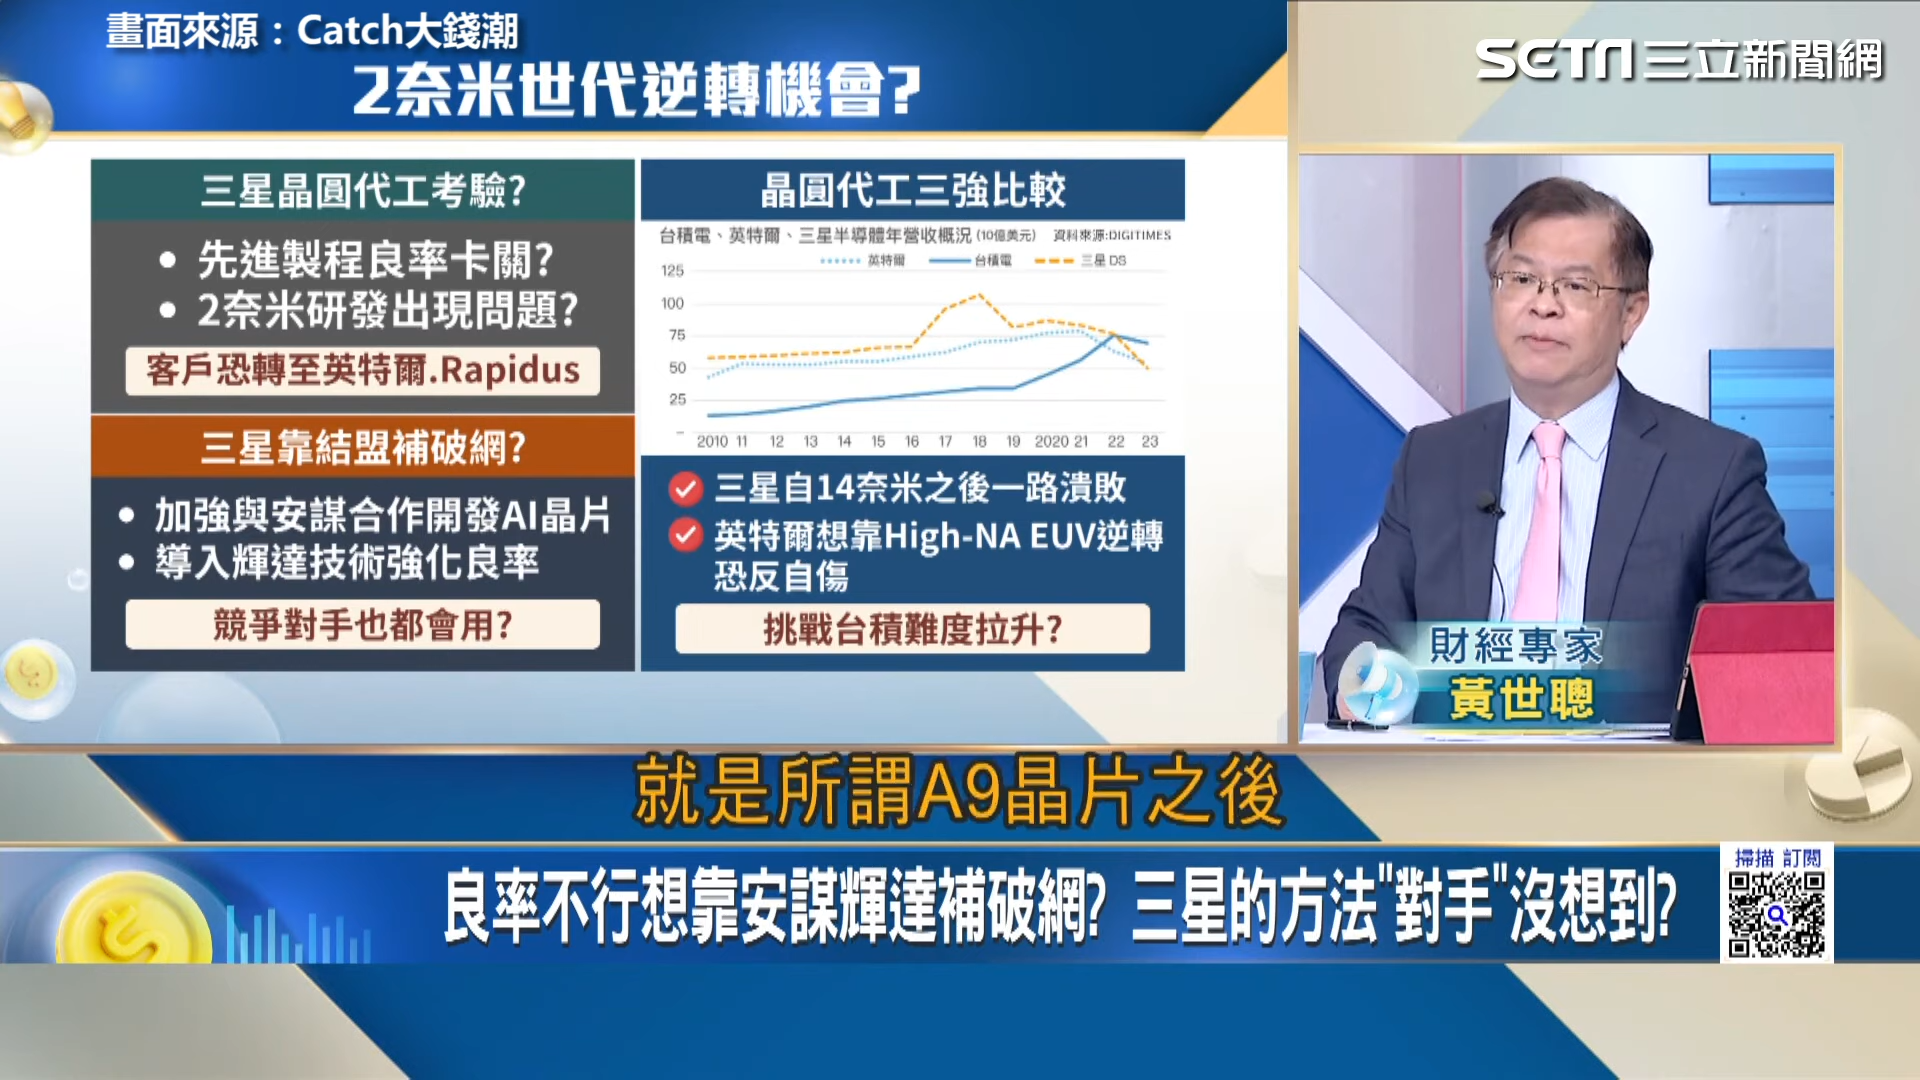 畫面來源：Catch大錢潮
SETN三立新聞網
2奈米世代逆轉機會?
三星晶圓代工考驗?
• 先進製程良率卡關?
• 2奈米研發出現問題?
客戶恐轉至英特爾.Rapidus
三星靠結盟補破網?
• 加強與安謀合作開發AI晶片
• 導入輝達技術強化良率
競爭對手也都會用?
晶圓代工三強比較
台積電、英特爾、三星半導體年營收概況(10億美元) 資料來源:DIGITIMES
英特爾 台積電 三星 DS
125
100
75
50
25
–
2010 11 12 13 14 15 16 17 18 19 2020 21 22 23
三星自14奈米之後一路潰敗
英特爾想靠High-NA EUV逆轉
恐反自傷
挑戰台積難度拉升?
財經專家
黃世聰
就是所謂A9晶片之後
良率不行想靠安謀輝達補破網? 三星的方法"對手"沒想到?
掃描 訂閱